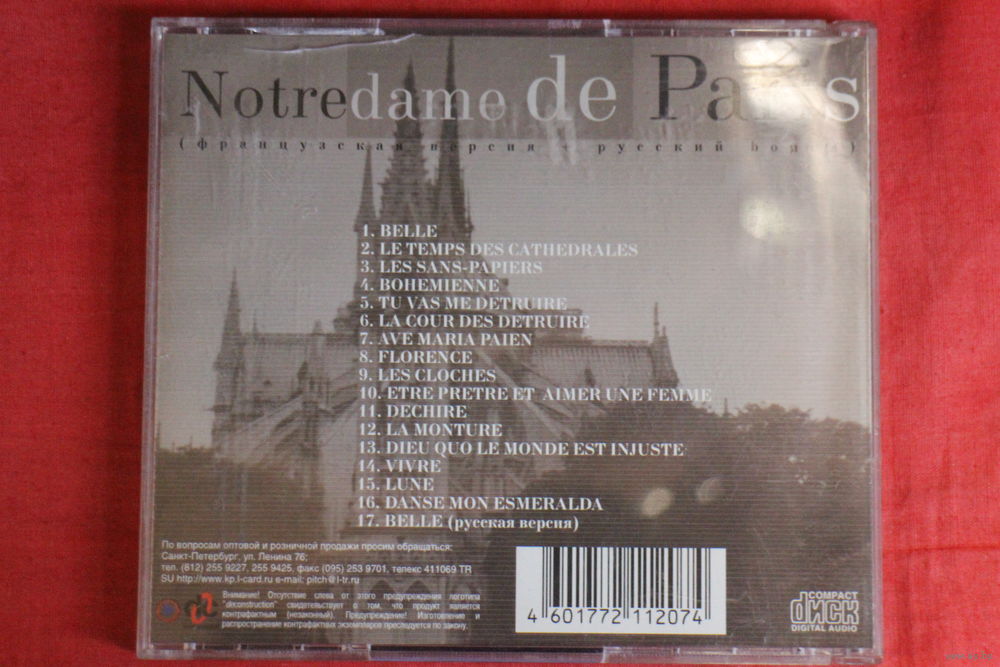 Notredame de Paris
(французская версия + русский
1. BELLE
2. LE TEMPS DES CATHEDRALES
3. LES SANS-PAPIERS
4. BOHEMIENNE
5. TU VAS ME DETRUIRE
6. LA COUR DES DETRUIRE
7. AVE MARIA PAIEN
8. FLORENCE
9. LES CLOCHES
10. ETRE PRETRE ET AIMER UNE FEMME
11. DECHIRE
12. LA MONTURE
13. DIEU QUO LE MONDE EST INJUSTE
14. VIVRE
15. LUNE
16. DANSE MON ESMERALDA
17. BELLE (русская версия)
По вопросам оптовой и розничной продажи просим обращаться:
Санкт-Петербург, ул. Ленина 76;
тел. (812) 255 9227, 255 9425, факс (095) 253 9701, телекс 411069 TR
SU http://www.kp.l-card.ru e-mail: pitch@l-tr.ru
Внимание! Отсутствие слева от этого предупреждения логотипа
"deconstruction" свидетельствует о том, что продукт является
контрафактным (незаконный). Предупреждение! Изготовление и
распространение контрафактных экземпляров преследуется по закону.
4 601772 112074
COMPACT
диск
DIGITAL AUDIO